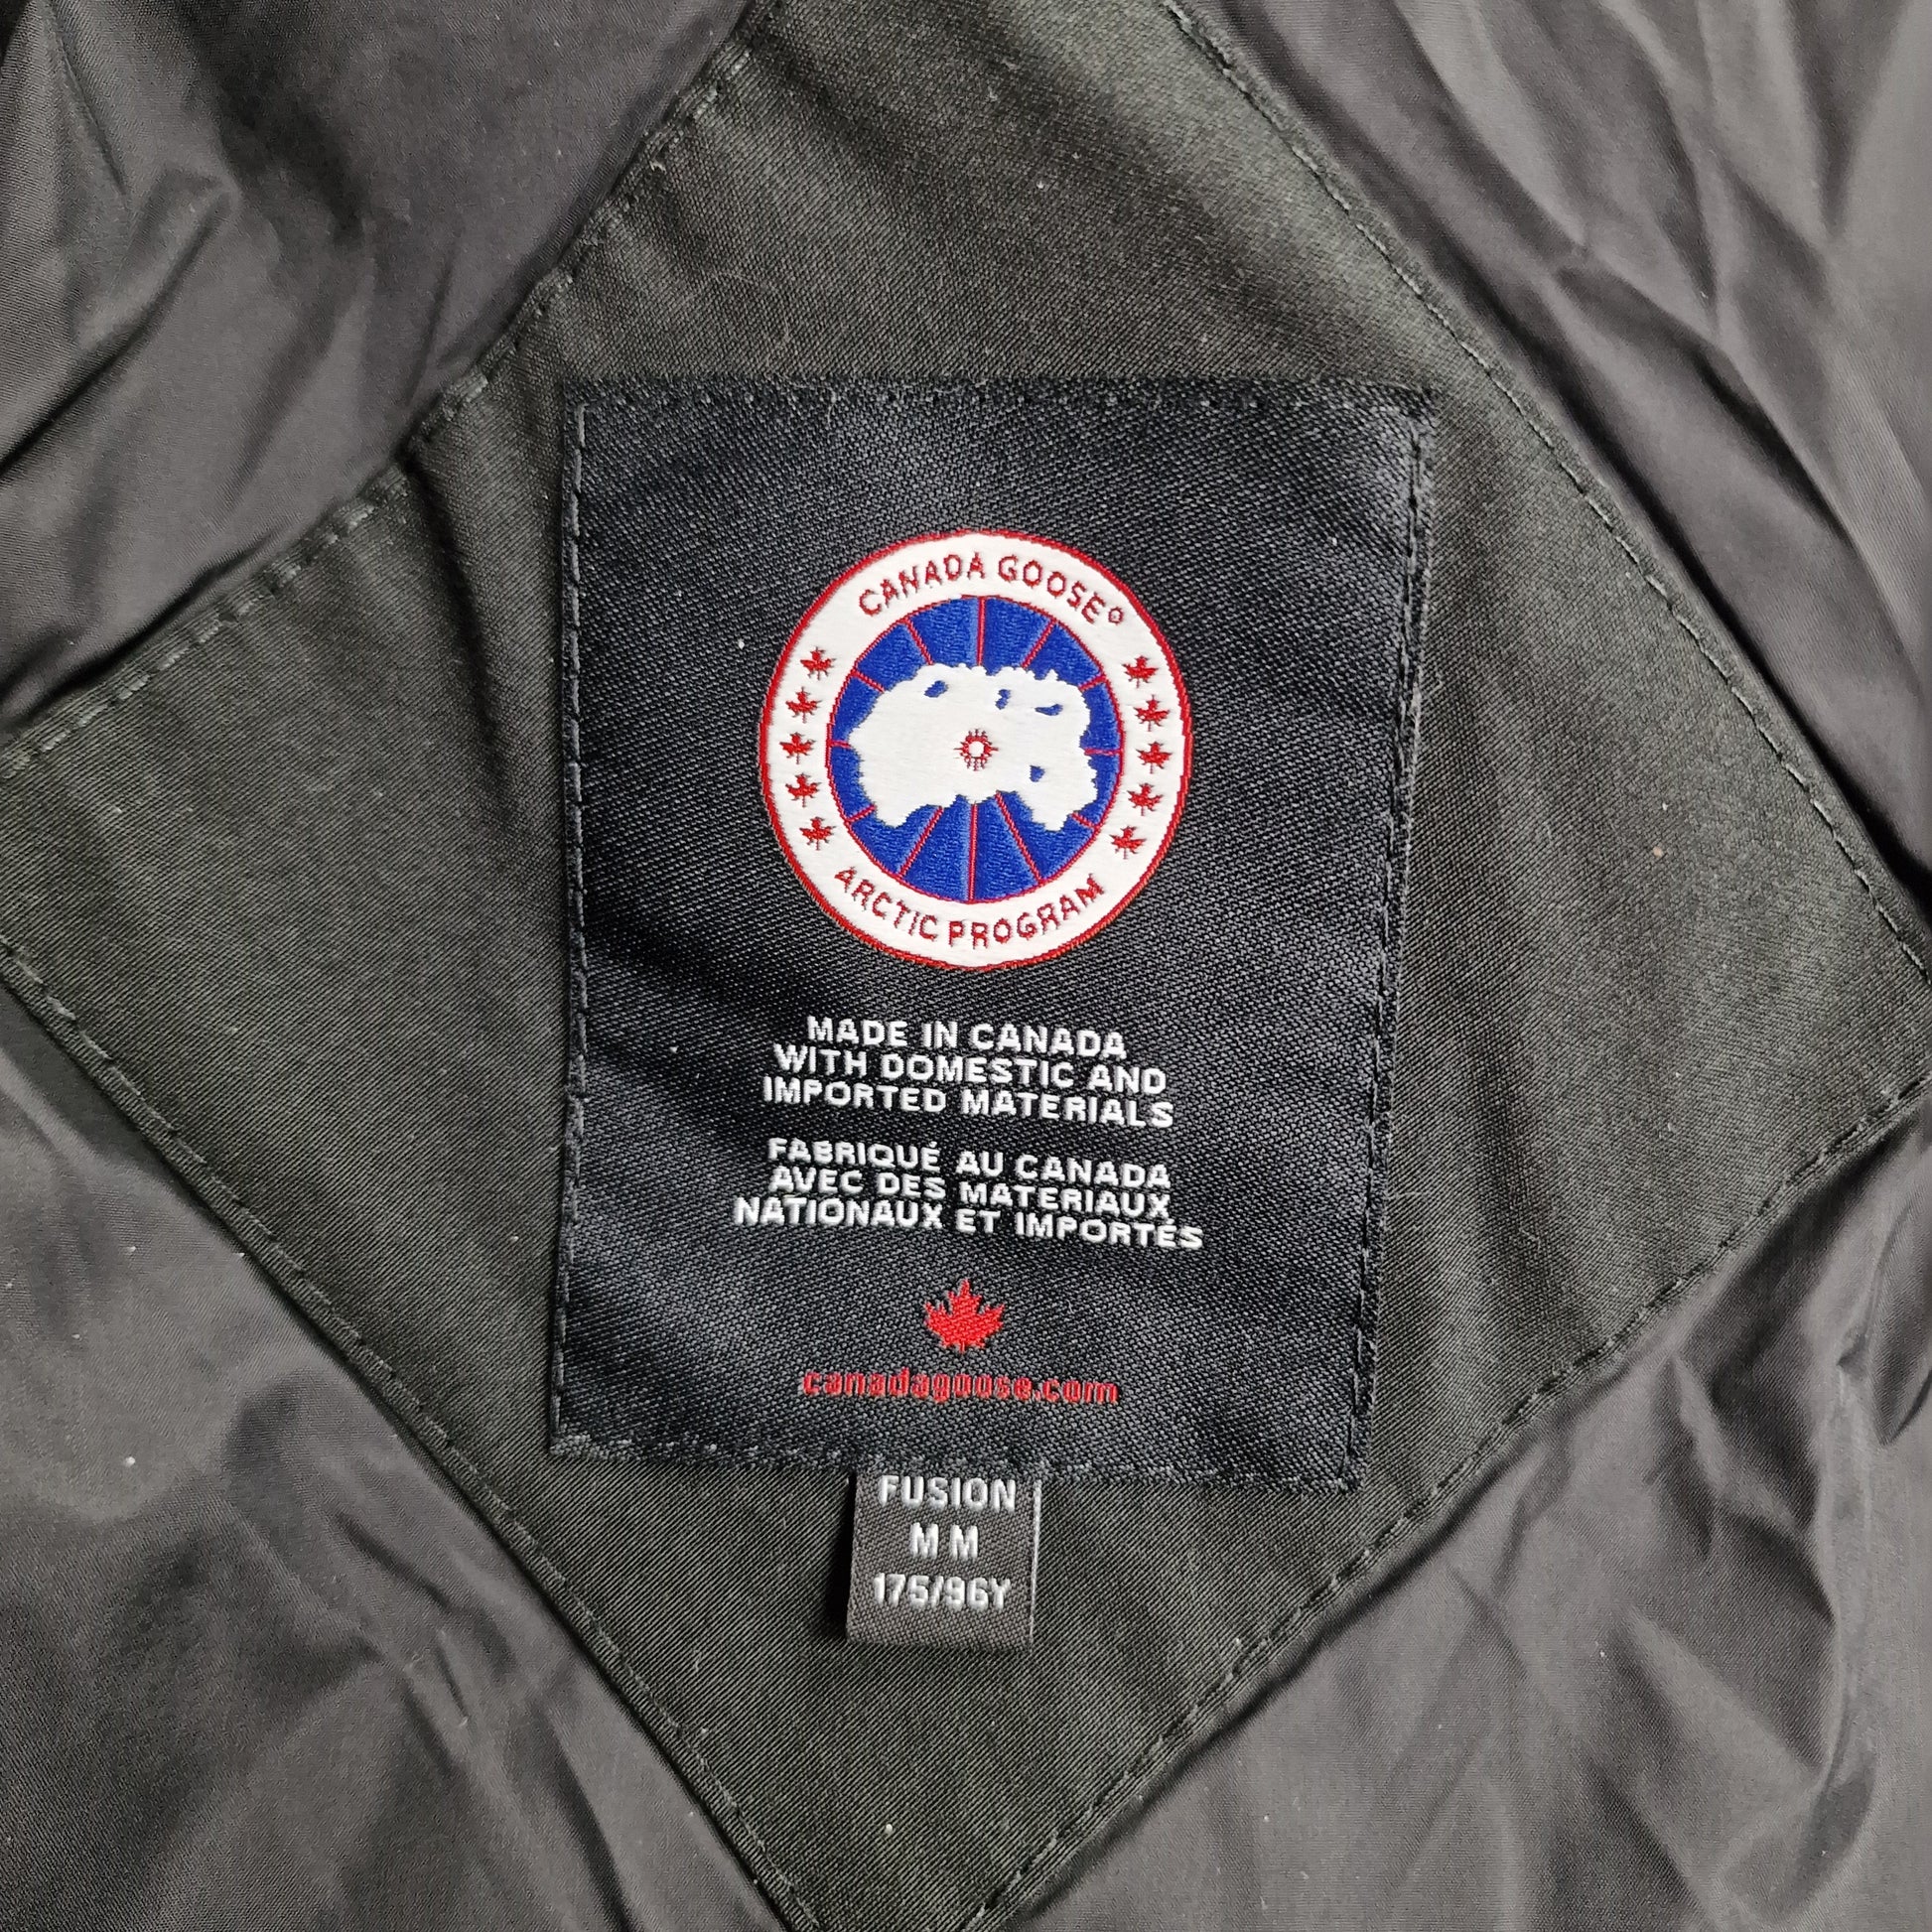 CANADA GOOSE®
ARCTIC PROGRAM
MADE IN CANADA
WITH DOMESTIC AND
IMPORTED MATERIALS
FABRIQUÉ AU CANADA
AVEC DES MATERIAUX
NATIONAUX ET IMPORTÉS
canadagoose.com
FUSION
M M
175/96Y